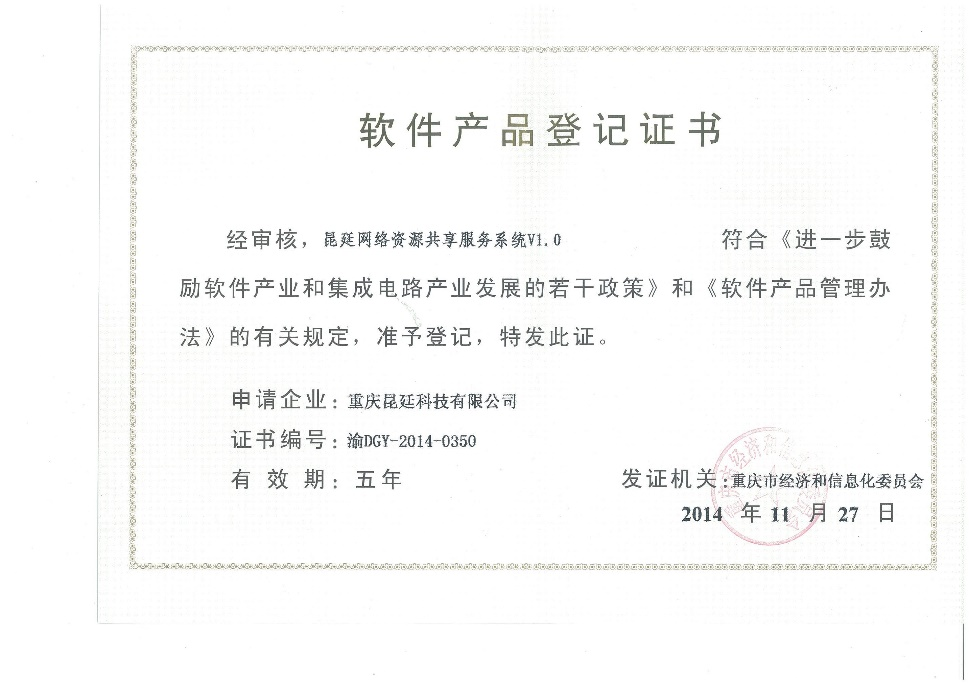 软件产品登记证书
经审核，昆廷网络资源共享服务系统V1.0 符合《进一步鼓
励软件产业和集成电路产业发展的若干政策》和《软件产品管理办
法》的有关规定，准予登记，特发此证。
申请企业：重庆昆廷科技有限公司
证书编号：渝DGY-2014-0350
有效期：五年
发证机关：重庆市经济和信息化委员会
2014 年 11 月 27 日